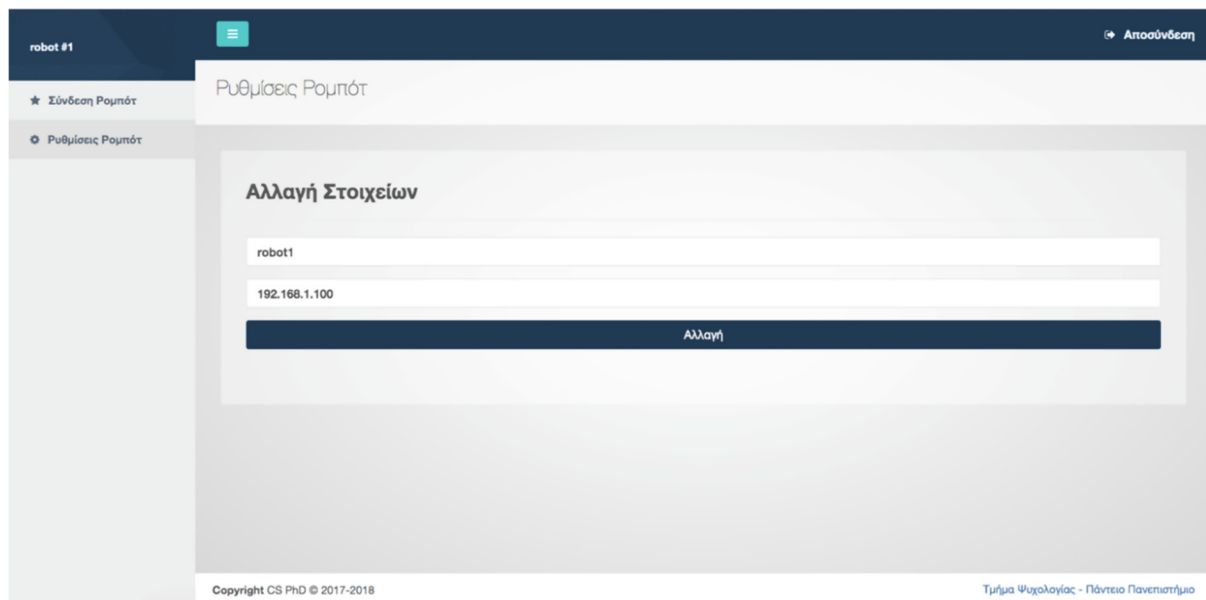 robot #1
Αποσύνδεση
Σύνδεση Ρομπότ
Ρυθμίσεις Ρομπότ
Ρυθμίσεις Ρομπότ
Αλλαγή Στοιχείων
robot1
192.168.1.100
Αλλαγή
Copyright CS PhD © 2017-2018
Τμήμα Ψυχολογίας - Πάντειο Πανεπιστήμιο